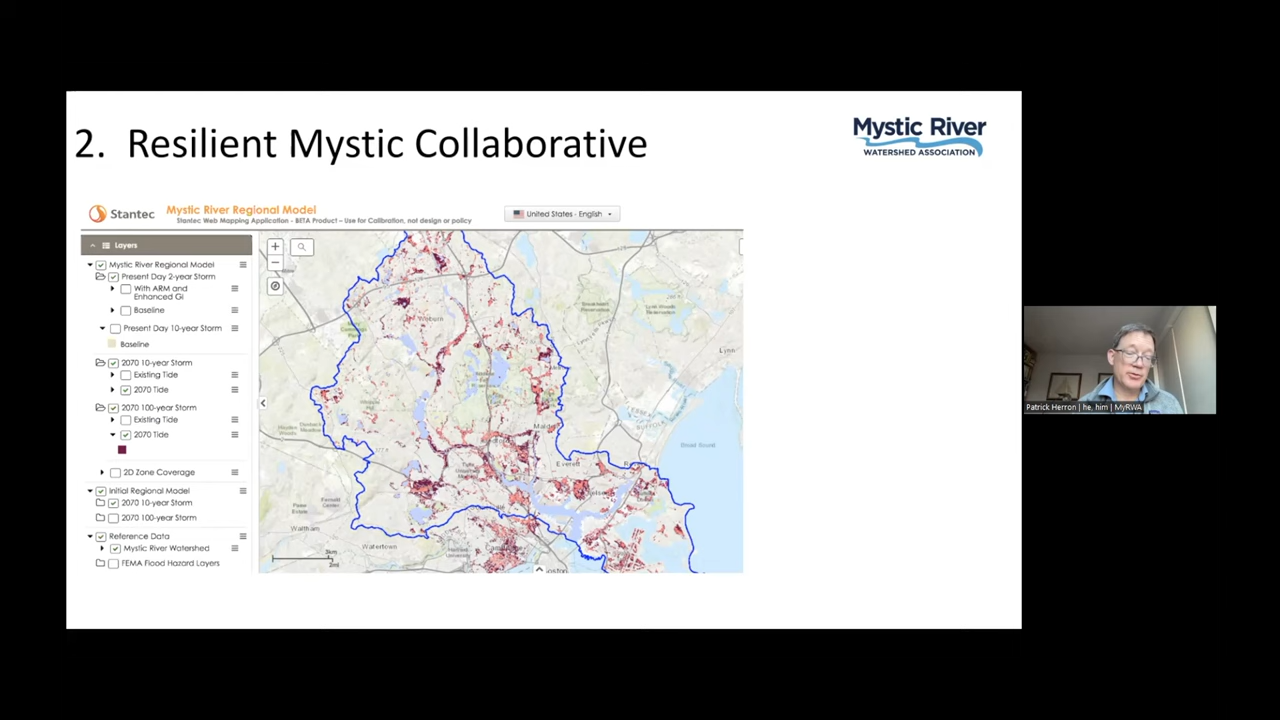 2. Resilient Mystic Collaborative
Mystic River
WATERSHED ASSOCIATION
Stantec
Mystic River Regional Model
Stantec Web Mapping Application - BETA Product – Use for Calibration, not design or policy
United States - English
Layers
Mystic River Regional Model
Present Day 2-year Storm
With ARM and
Enhanced GI
Baseline
Present Day 10-year Storm
Baseline
2070 10-year Storm
Existing Tide
2070 Tide
2070 100-year Storm
Existing Tide
2070 Tide
2D Zone Coverage
Initial Regional Model
2070 10-year Storm
2070 100-year Storm
Reference Data
Mystic River Watershed
FEMA Flood Hazard Layers
Woburn
Lynn
Everett
Broad Sound
Waltham
Watertown
3km
2mi
Patrick Herron | he, him | MyRWA